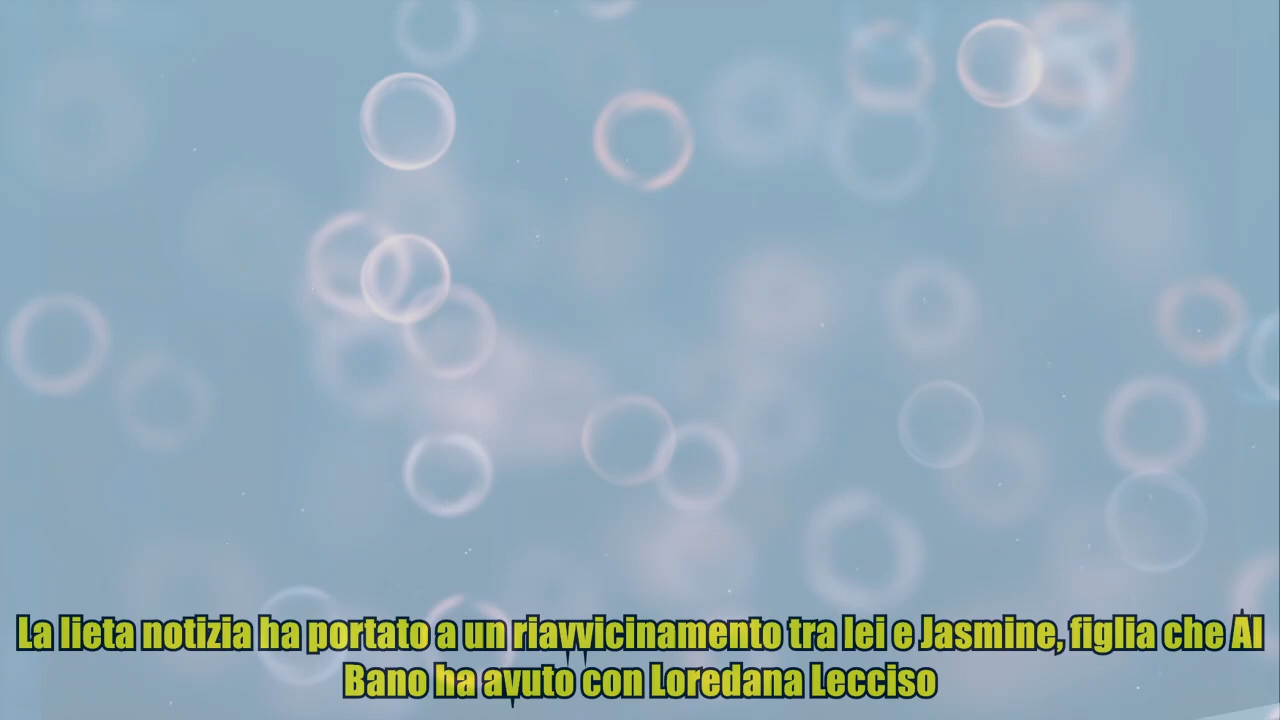 La lieta notizia ha portato a un riavvicinamento tra lei e Jasmine, figlia che Al
Bano ha avuto con Loredana Lecciso